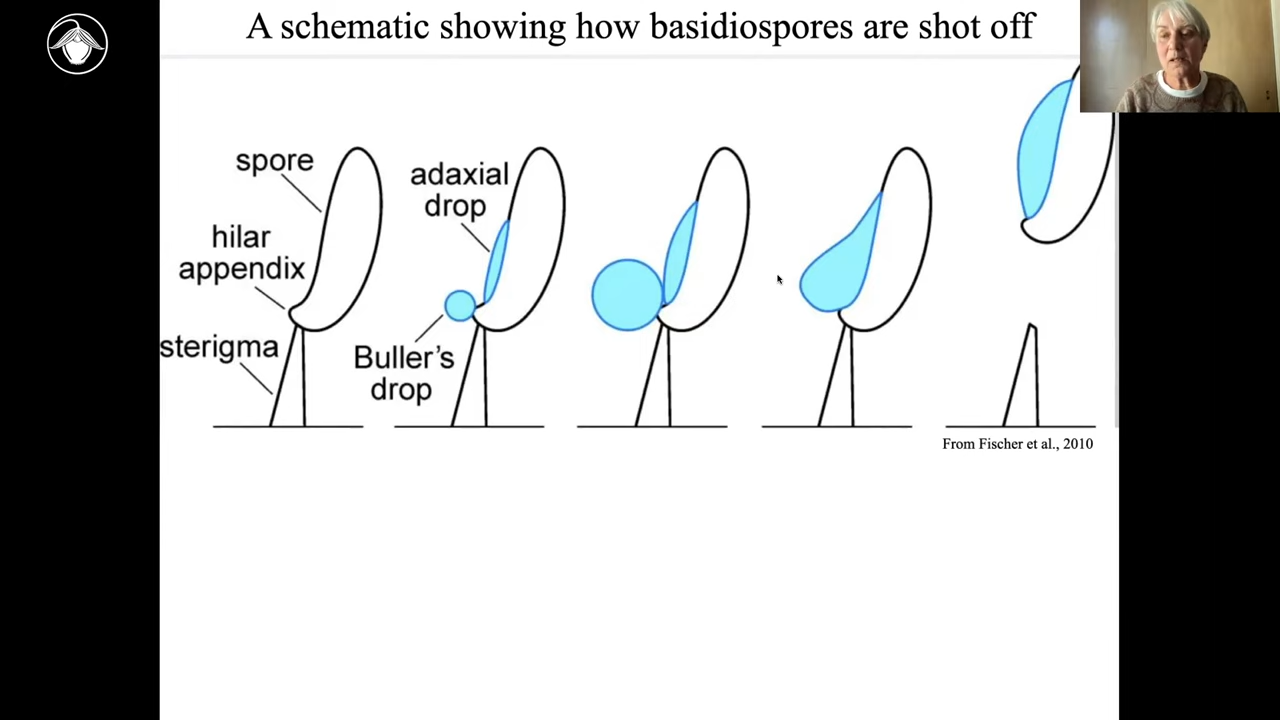 A schematic showing how basidiospores are shot off
spore
hilar
appendix
sterigma
adaxial
drop
Buller's
drop
From Fischer et al., 2010